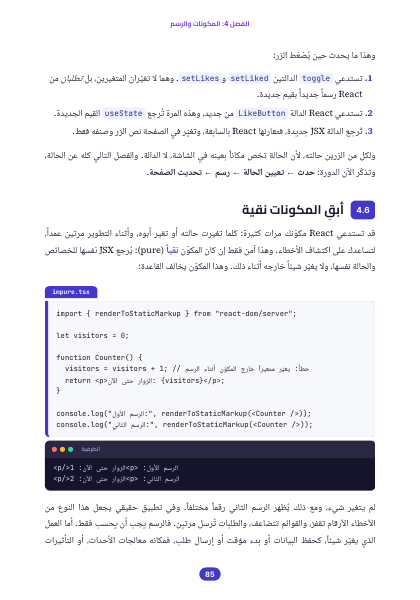 الفصل 4: المكونات والرسم
وهذا ما يحدث حين يُضغط الزر:
1. تستدعي toggle الدالتين setLiked و setLikes. وهما لا تغيّران المتغيرين، بل تطلبان من
React رسماً جديداً بقيم جديدة.
2. تستدعي React الدالة LikeButton من جديد، وهذه المرة تُرجع useState القيم الجديدة.
3. تُرجع الدالة JSX جديدة، فتقارنها React بالسابقة، وتغيّر في الصفحة نص الزر وصنفه فقط.
ولكل من الزرين حالته، لأن الحالة تخص مكاناً بعينه في الشاشة، لا الدالة. والفصل التالي كله عن الحالة،
وتذكّر الآن الدورة: حدث ← تعيين الحالة ← رسم ← تحديث الصفحة.
4.6 أبقِ المكونات نقية
قد تستدعي React مكوّنك مرات كثيرة: كلما تغيرت حالته أو تغير أبوه، وأثناء التطوير مرتين عمداً،
لتساعدك على اكتشاف الأخطاء. وهذا آمن فقط إن كان المكوّن نقياً (pure): يُرجع JSX نفسها للخصائص
والحالة نفسها، ولا يغيّر شيئاً خارجه أثناء ذلك. وهذا المكوّن يخالف القاعدة:
impure.tsx
import { renderToStaticMarkup } from "react-dom/server";
let visitors = 0;
function Counter() {
visitors = visitors + 1; // خطأ: يغير متغيراً خارج المكوّن أثناء الرسم
return <p>الزوار حتى الآن: {visitors}</p>;
}
console.log("الرسم الأول:", renderToStaticMarkup(<Counter />));
console.log("الرسم الثاني:", renderToStaticMarkup(<Counter />));
الطرفية
الرسم الأول: <p>الزوار حتى الآن: 1</p>
الرسم الثاني: <p>الزوار حتى الآن: 2</p>
لم يتغير شيء، ومع ذلك يُظهر الرسم الثاني رقماً مختلفاً. وفي تطبيق حقيقي يجعل هذا النوع من
الأخطاء الأرقام تقفز، والقوائم تتضاعف، والطلبات تُرسل مرتين. فالرسم يجب أن يحسب فقط. أما العمل
الذي يغيّر شيئاً، كحفظ البيانات أو بدء مؤقت أو إرسال طلب، فمكانه معالجات الأحداث، أو التأثيرات
85